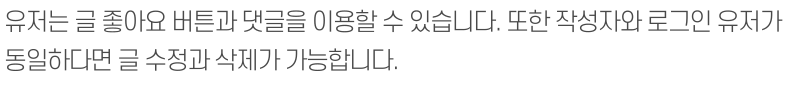 유저는 글 좋아요 버튼과 댓글을 이용할 수 있습니다. 또한 작성자와 로그인 유저가
동일하다면 글 수정과 삭제가 가능합니다.